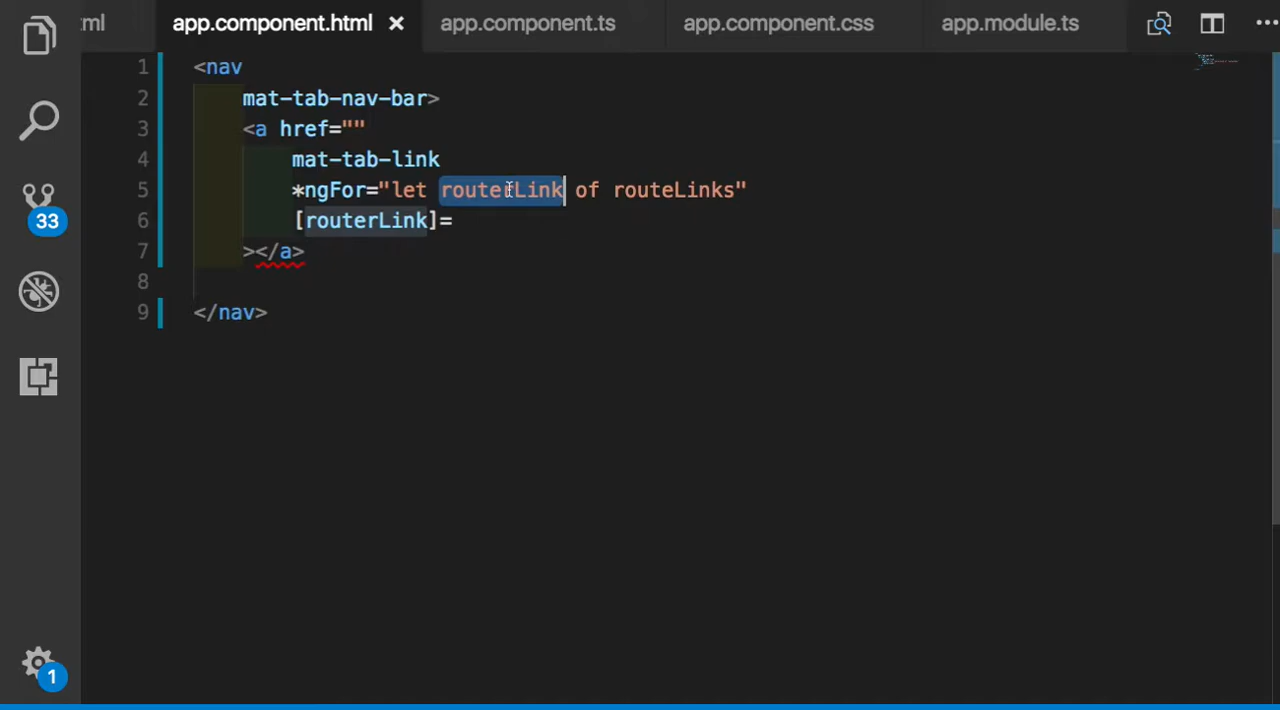 ml app.component.html × app.component.ts app.component.css app.module.ts ...
1 <nav
2 mat-tab-nav-bar>
3 <a href=""
4 mat-tab-link
5 *ngFor="let routerLink of routeLinks"
6 [routerLink]=
7 ></a>
8
9 </nav>
33
1